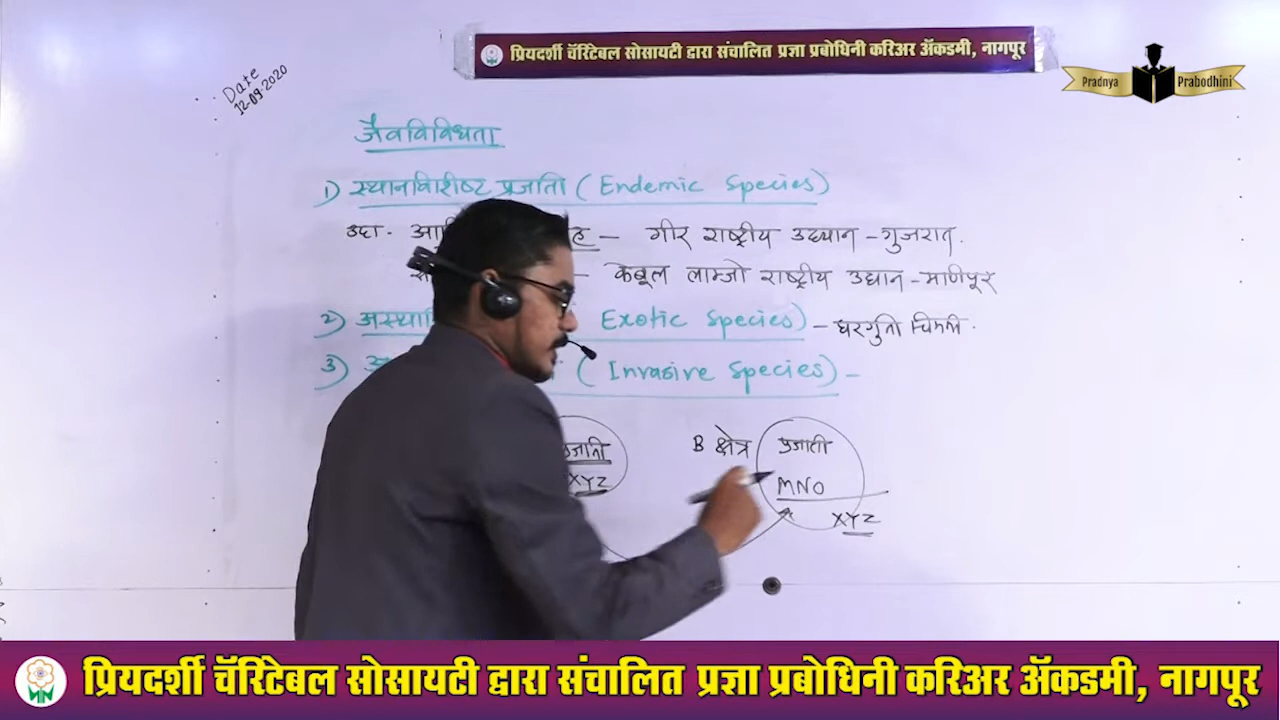 प्रियदर्शी चॅरिटेबल सोसायटी द्वारा संचालित प्रज्ञा प्रबोधिनी करिअर ॲकडमी, नागपूर
Pradnya Prabodhini
Date
12-09-2020
जैवविविधता
1) स्थानविशीष्ट प्रजाती (Endemic Species)
उदा. - गीर राष्ट्रीय उद्यान - गुजरात.
- केबूल लाम्जो राष्ट्रीय उद्यान - माणीपूर
2) (Exotic Species) - घरगुती चिमणी.
3) (Invasive Species) -
B क्षेत्र प्रजाती
XYZ MNO
XYZ
प्रियदर्शी चॅरिटेबल सोसायटी द्वारा संचालित प्रज्ञा प्रबोधिनी करिअर ॲकडमी, नागपूर